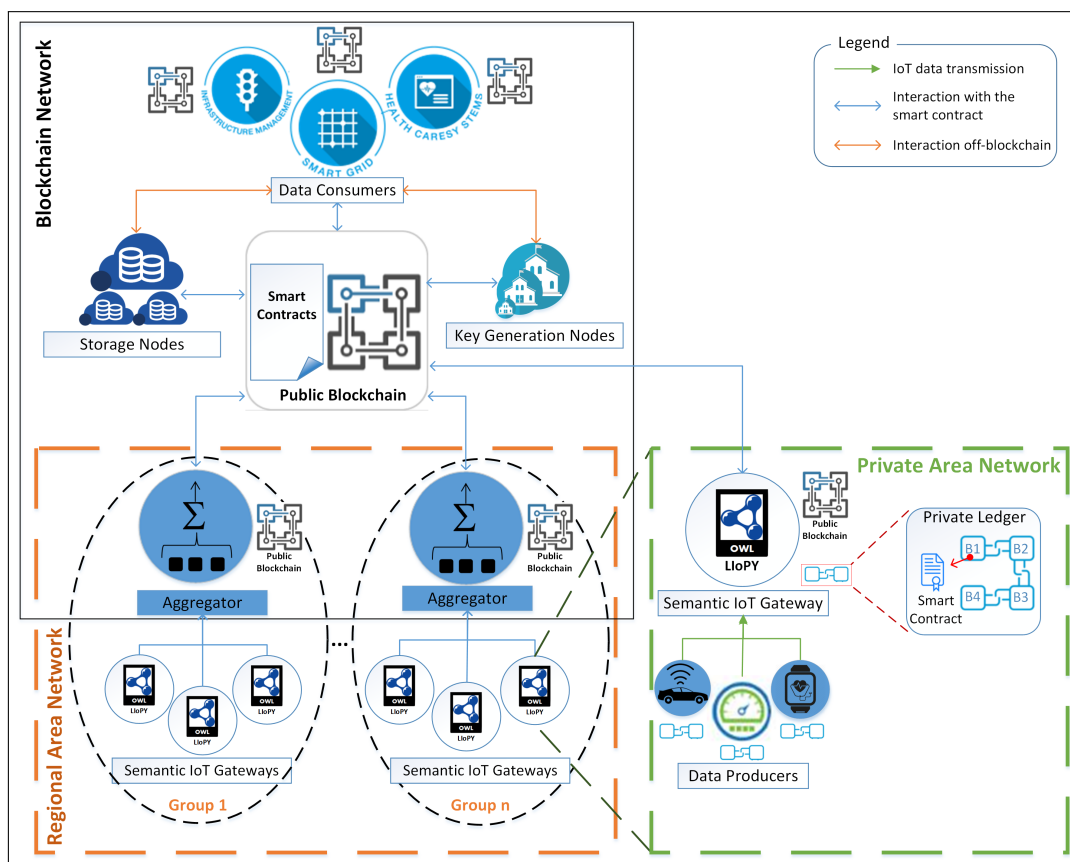 Blockchain Network
INFRASTRUCTURE MANAGEMENT
SMART GRID
HEALTH CARESY STEMS
Legend
IoT data transmission
Interaction with the
smart contract
Interaction off-blockchain
Data Consumers
Storage Nodes
Smart
Contracts
Public Blockchain
Key Generation Nodes
Regional Area Network
Σ
Public
Blockchain
Aggregator
OWL
LIoPY
OWL
LIoPY
OWL
LIoPY
Semantic IoT Gateways
Group 1
...
Σ
Public
Blockchain
Aggregator
OWL
LIoPY
OWL
LIoPY
OWL
LIoPY
Semantic IoT Gateways
Group n
Private Area Network
OWL
LIoPY
Public
Blockchain
Semantic IoT Gateway
Private Ledger
B1
B2
B4
B3
Smart
Contract
Data Producers